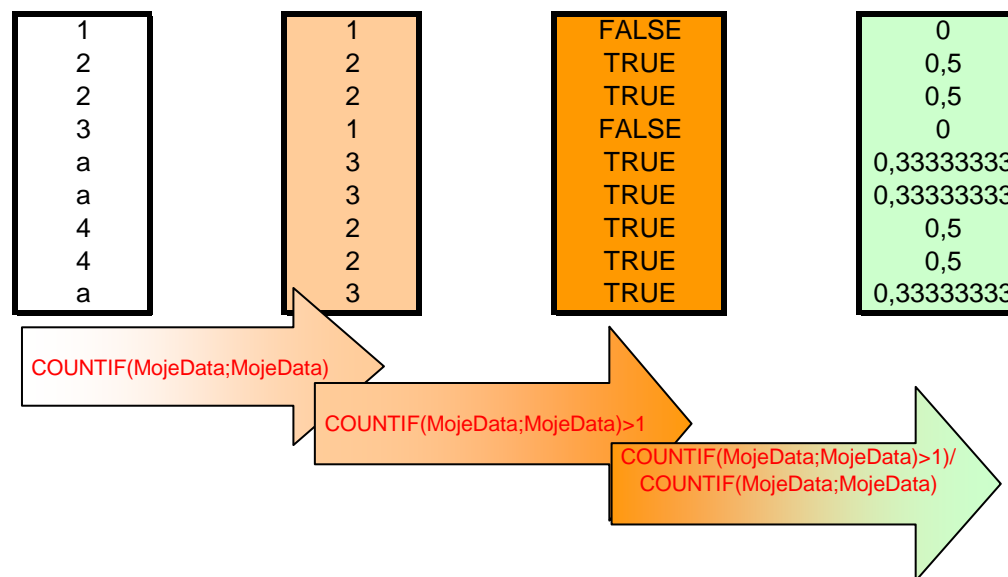 1 1 FALSE 0
2 2 TRUE 0,5
2 2 TRUE 0,5
3 1 FALSE 0
a 3 TRUE 0,33333333
a 3 TRUE 0,33333333
4 2 TRUE 0,5
4 2 TRUE 0,5
a 3 TRUE 0,33333333
COUNTIF(MojeData;MojeData)
COUNTIF(MojeData;MojeData)>1
COUNTIF(MojeData;MojeData)>1)/
COUNTIF(MojeData;MojeData)